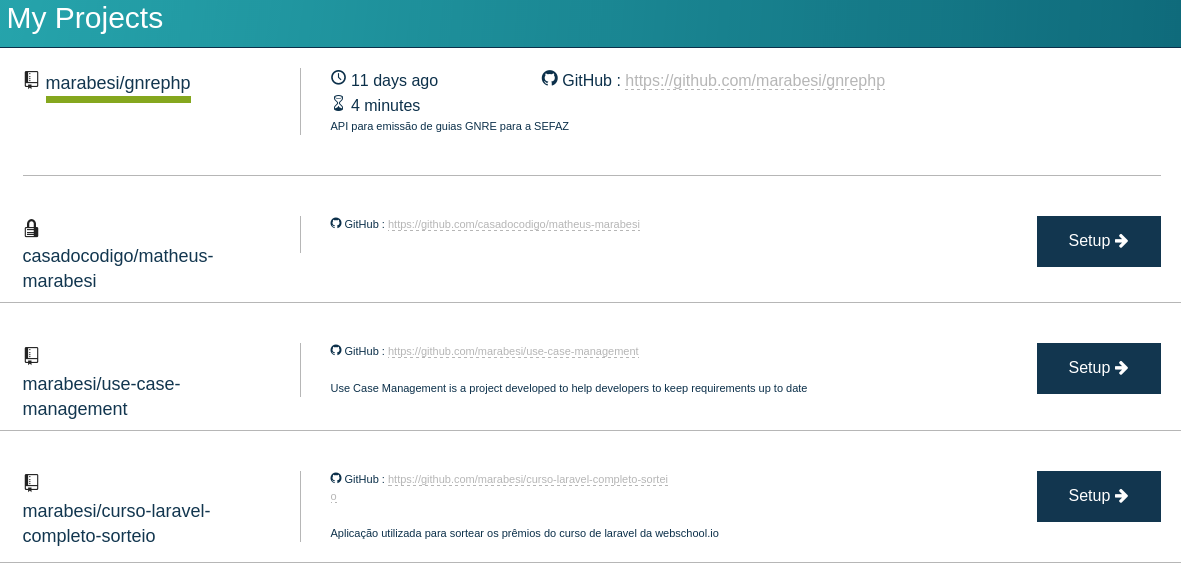 My Projects
marabesi/gnrephp
11 days ago
GitHub : https://github.com/marabesi/gnrephp
4 minutes
API para emissão de guias GNRE para a SEFAZ
casadocodigo/matheus-
marabesi
GitHub : https://github.com/casadocodigo/matheus-marabesi
Setup
marabesi/use-case-
management
GitHub : https://github.com/marabesi/use-case-management
Use Case Management is a project developed to help developers to keep requirements up to date
Setup
marabesi/curso-laravel-
completo-sorteio
GitHub : https://github.com/marabesi/curso-laravel-completo-sortei
o
Aplicação utilizada para sortear os prêmios do curso de laravel da webschool.io
Setup